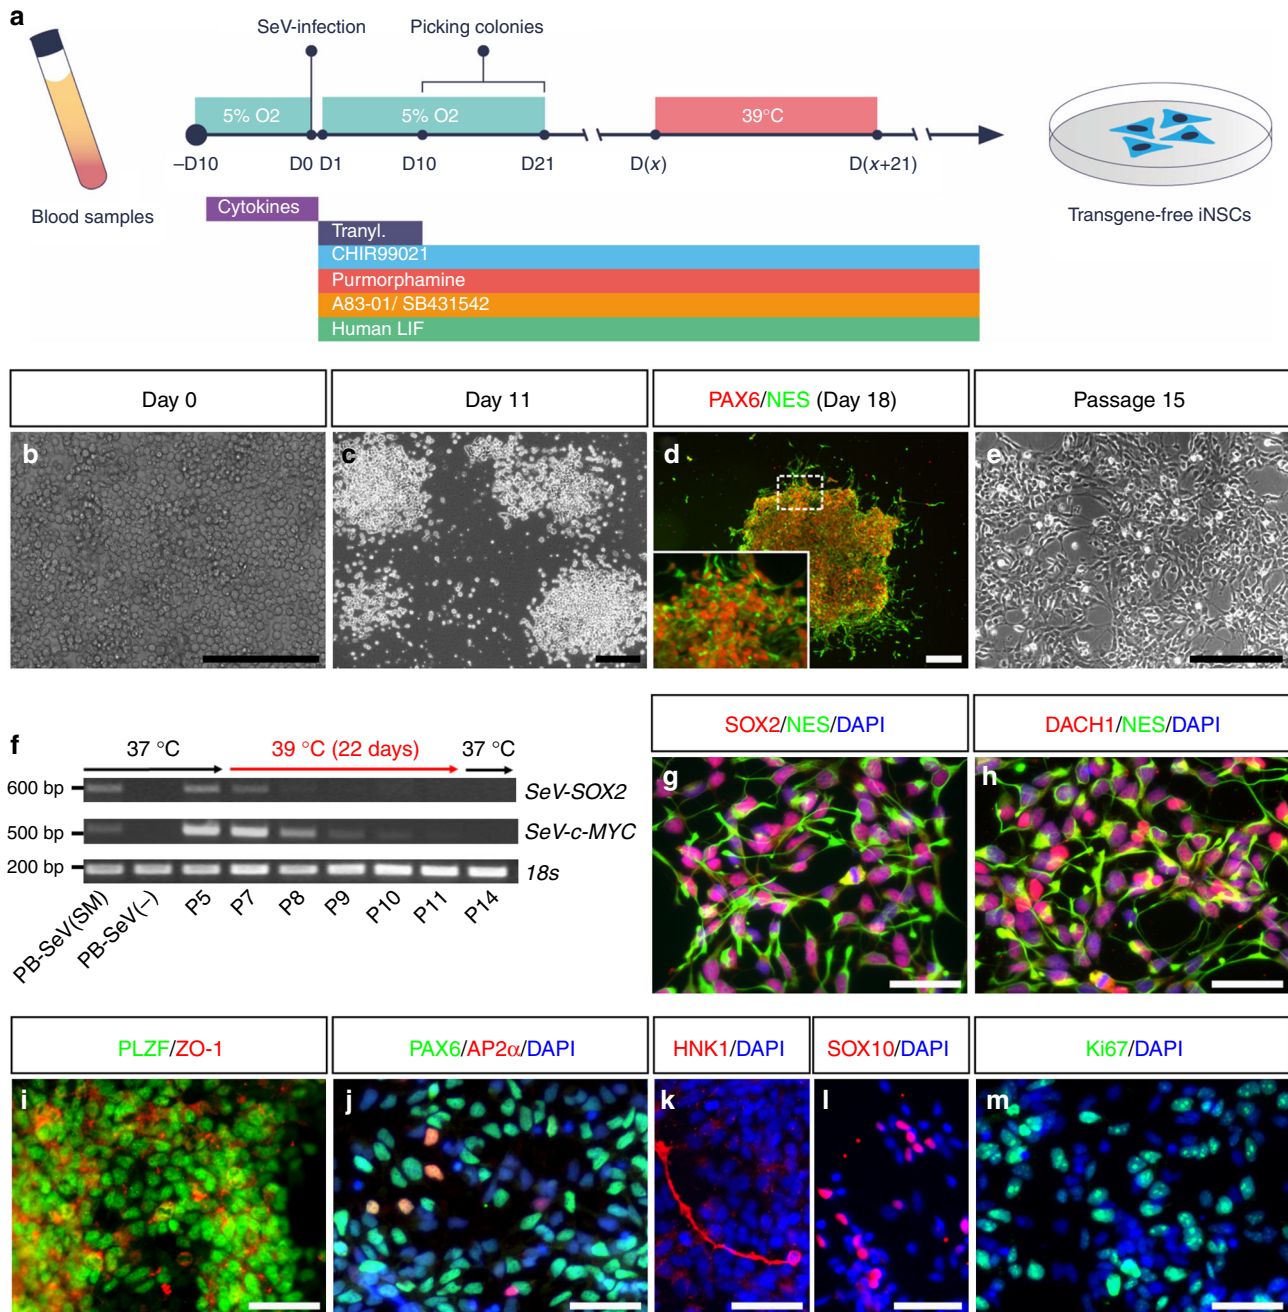 a
SeV-infection
Picking colonies
5% O2
5% O2
39°C
–D10
D0
D1
D10
D21
D(x)
D(x+21)
Blood samples
Transgene-free iNSCs
Cytokines
Tranyl.
CHIR99021
Purmorphamine
A83-01/ SB431542
Human LIF
Day 0
Day 11
PAX6/NES (Day 18)
Passage 15
b
c
d
e
f
37 °C
39 °C (22 days)
37 °C
600 bp
SeV-SOX2
500 bp
SeV-c-MYC
200 bp
18s
PB-SeV(SM)
PB-SeV(–)
P5
P7
P8
P9
P10
P11
P14
SOX2/NES/DAPI
DACH1/NES/DAPI
g
h
PLZF/ZO-1
PAX6/AP2α/DAPI
HNK1/DAPI
SOX10/DAPI
Ki67/DAPI
i
j
k
l
m